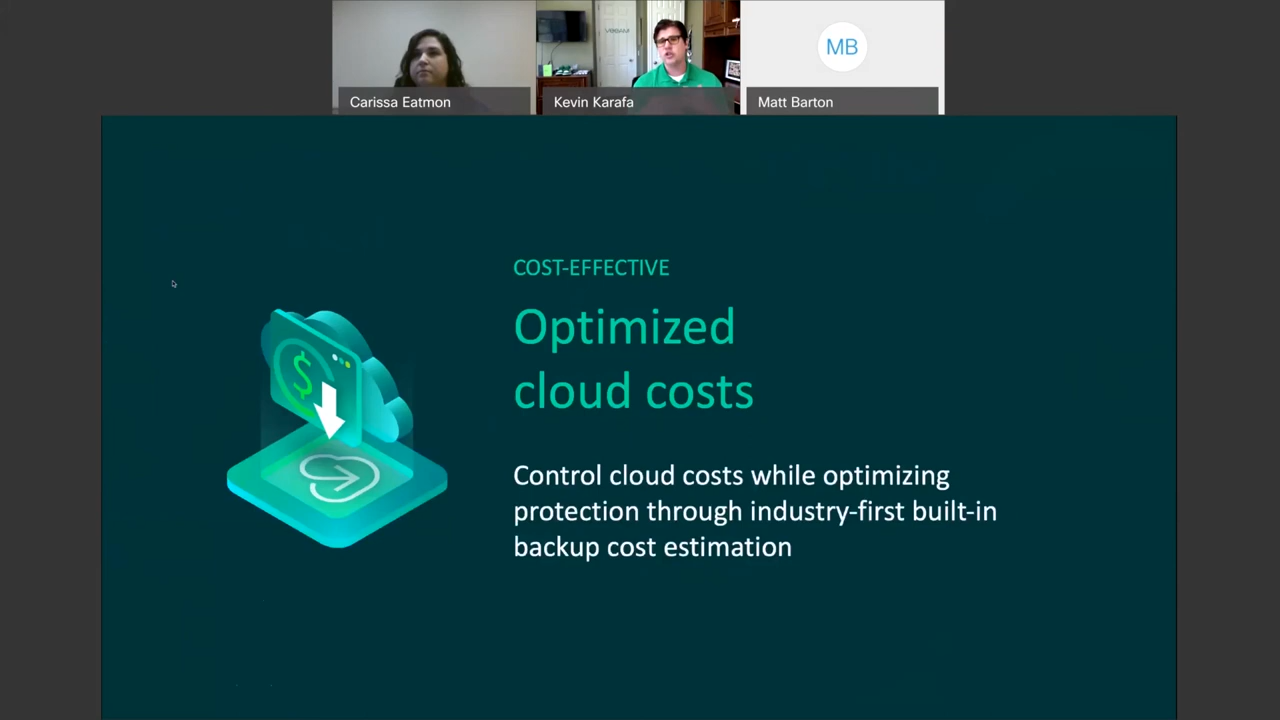 VEEAM
MB
Carissa Eatmon
Kevin Karafa
Matt Barton
COST-EFFECTIVE
Optimized
cloud costs
Control cloud costs while optimizing
protection through industry-first built-in
backup cost estimation